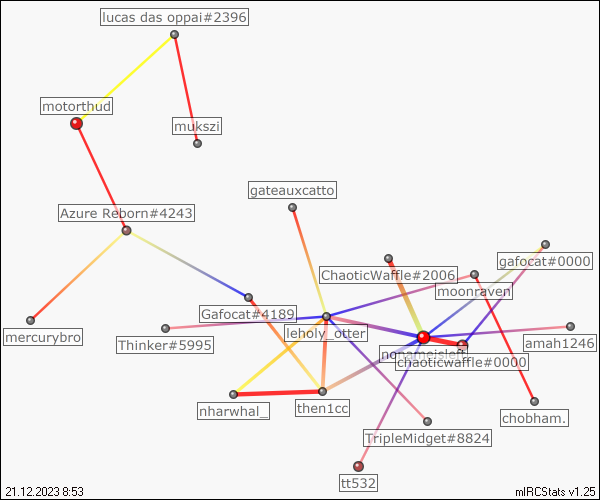 lucas das oppai#2396
motorthud
mukszi
gateauxcatto
Azure Reborn#4243
gafocat#0000
ChaoticWaffle#2006
moonraven
Gafocat#4189
leholy_otter
mercurybro
Thinker#5995
amah1246
nonameisleft
chaoticwaffle#0000
nharwhal_
then1cc
chobham.
TripleMidget#8824
tt532
21.12.2023 8:53
mIRCStats v1.25